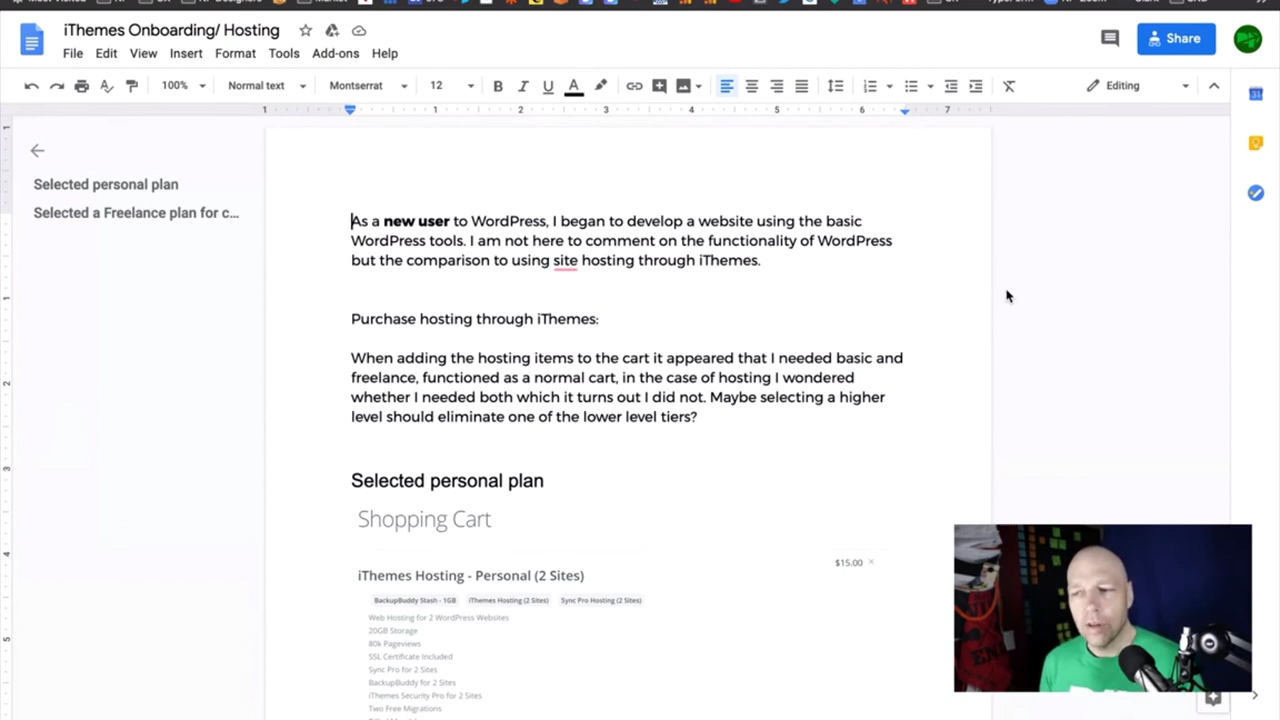 iThemes Onboarding/ Hosting
Share
File Edit View Insert Format Tools Add-ons Help
100% Normal text Montserrat 12 B I U A Editing
1 1 2 3 4 5 6 7
Selected personal plan
Selected a Freelance plan for c...
As a new user to WordPress, I began to develop a website using the basic
WordPress tools. I am not here to comment on the functionality of WordPress
but the comparison to using site hosting through iThemes.
Purchase hosting through iThemes:
When adding the hosting items to the cart it appeared that I needed basic and
freelance, functioned as a normal cart, in the case of hosting I wondered
whether I needed both which it turns out I did not. Maybe selecting a higher
level should eliminate one of the lower level tiers?
Selected personal plan
Shopping Cart
$15.00 ×
iThemes Hosting - Personal (2 Sites)
BackupBuddy Stash - 1GB iThemes Hosting (2 Sites) Sync Pro Hosting (2 Sites)
Web Hosting for 2 WordPress Websites
20GB Storage
80k Pageviews
SSL Certificate Included
Sync Pro for 2 Sites
BackupBuddy for 2 Sites
iThemes Security Pro for 2 Sites
Two Free Migrations